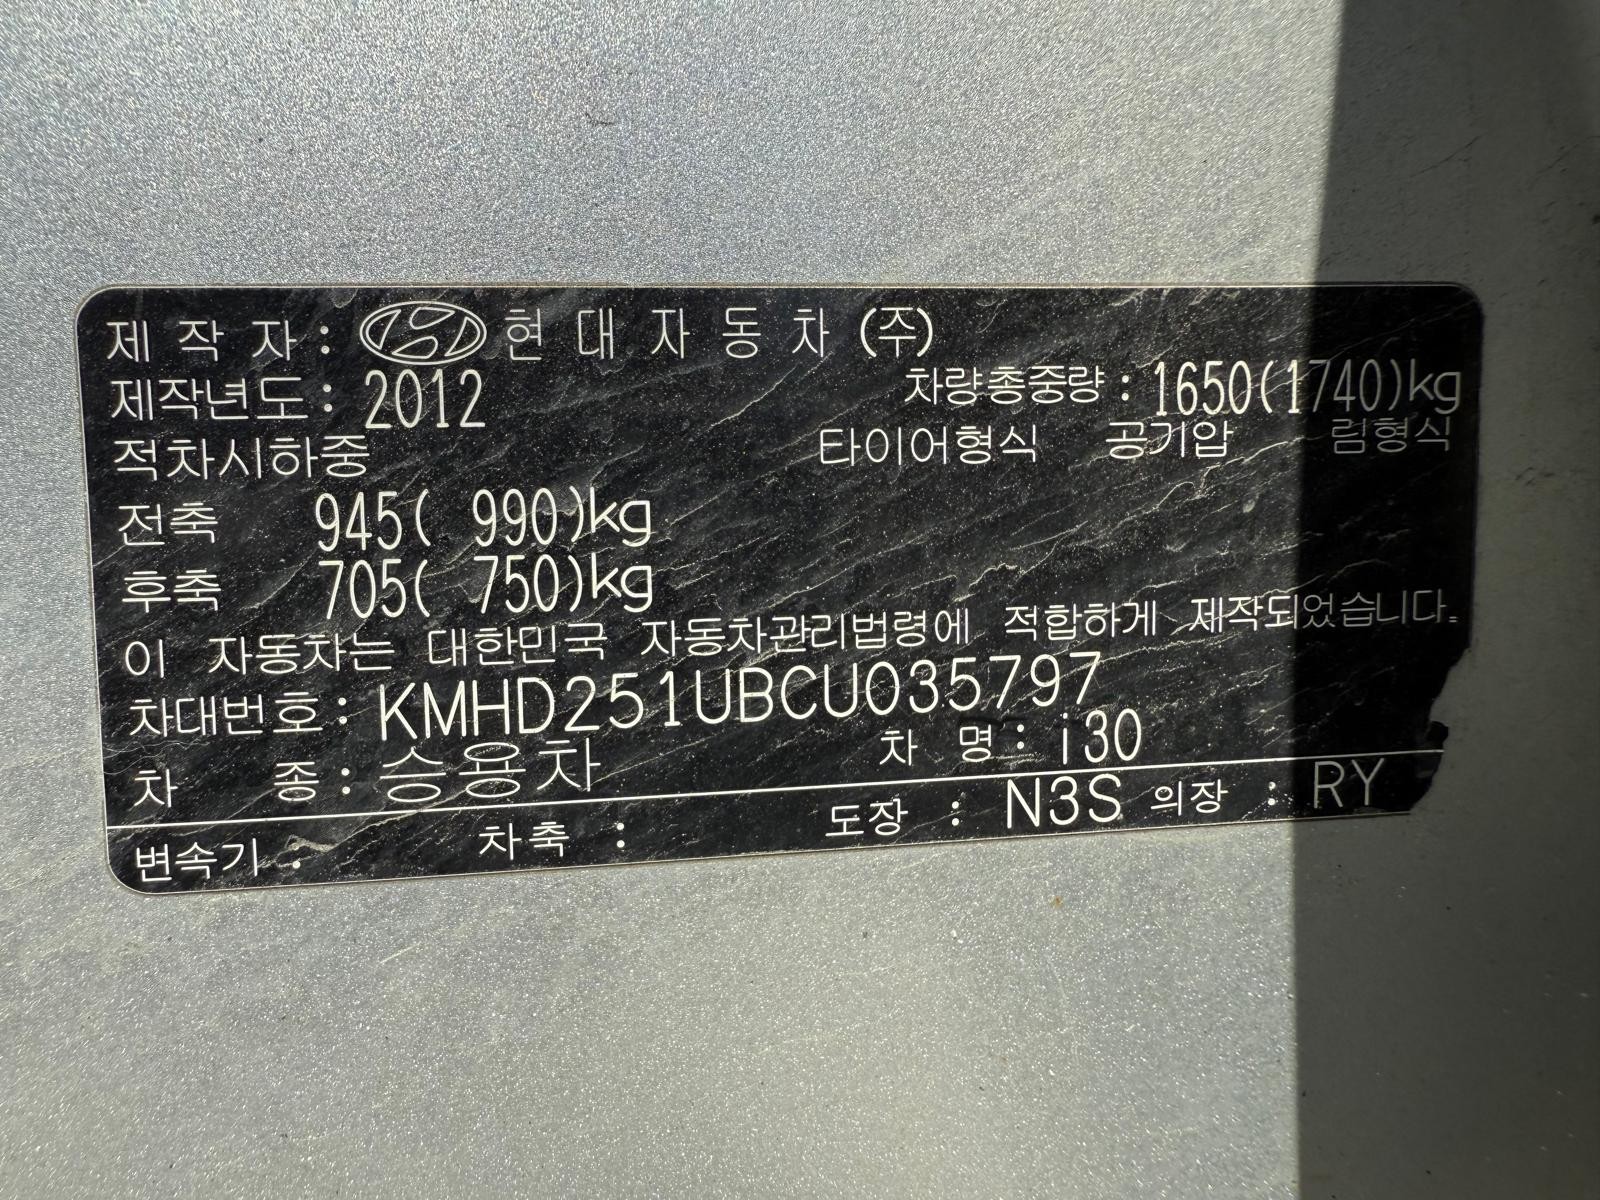 제 작 자 : 현 대 자 동 차 (주)
제작년도 : 2012 차량총중량 : 1650(1740)kg
적차시하중 타이어형식 공기압 림형식
전축 945( 990)kg
후축 705( 750)kg
이 자동차는 대한민국 자동차관리법령에 적합하게 제작되었습니다.
차대번호 : KMHD251UBCU035797
차 종 : 승용차 차 명 : i30
변속기 : 차축 : 도장 : N3S 의장 : RY